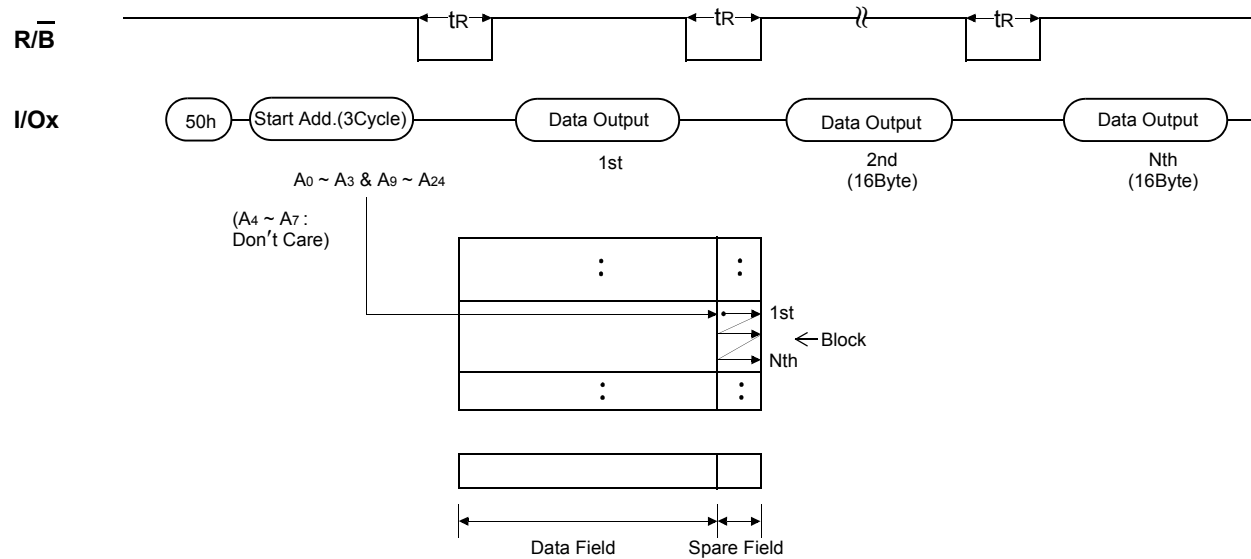 tR
tR
tR
R/B
I/Ox
50h
Start Add.(3Cycle)
Data Output
Data Output
Data Output
1st
2nd
(16Byte)
Nth
(16Byte)
A0 ~ A3 & A9 ~ A24
(A4 ~ A7 :
Don't Care)
1st
Block
Nth
Data Field
Spare Field